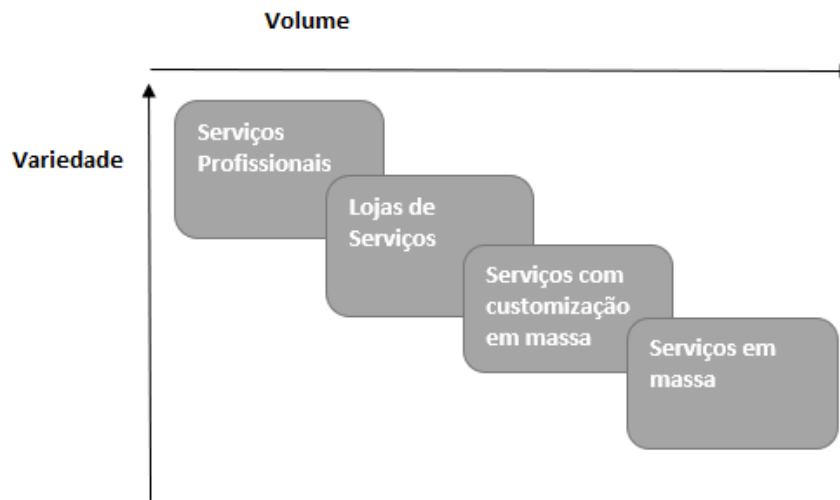 Volume
Variedade
Serviços
Profissionais
Lojas de
Serviços
Serviços com
customização
em massa
Serviços em
massa